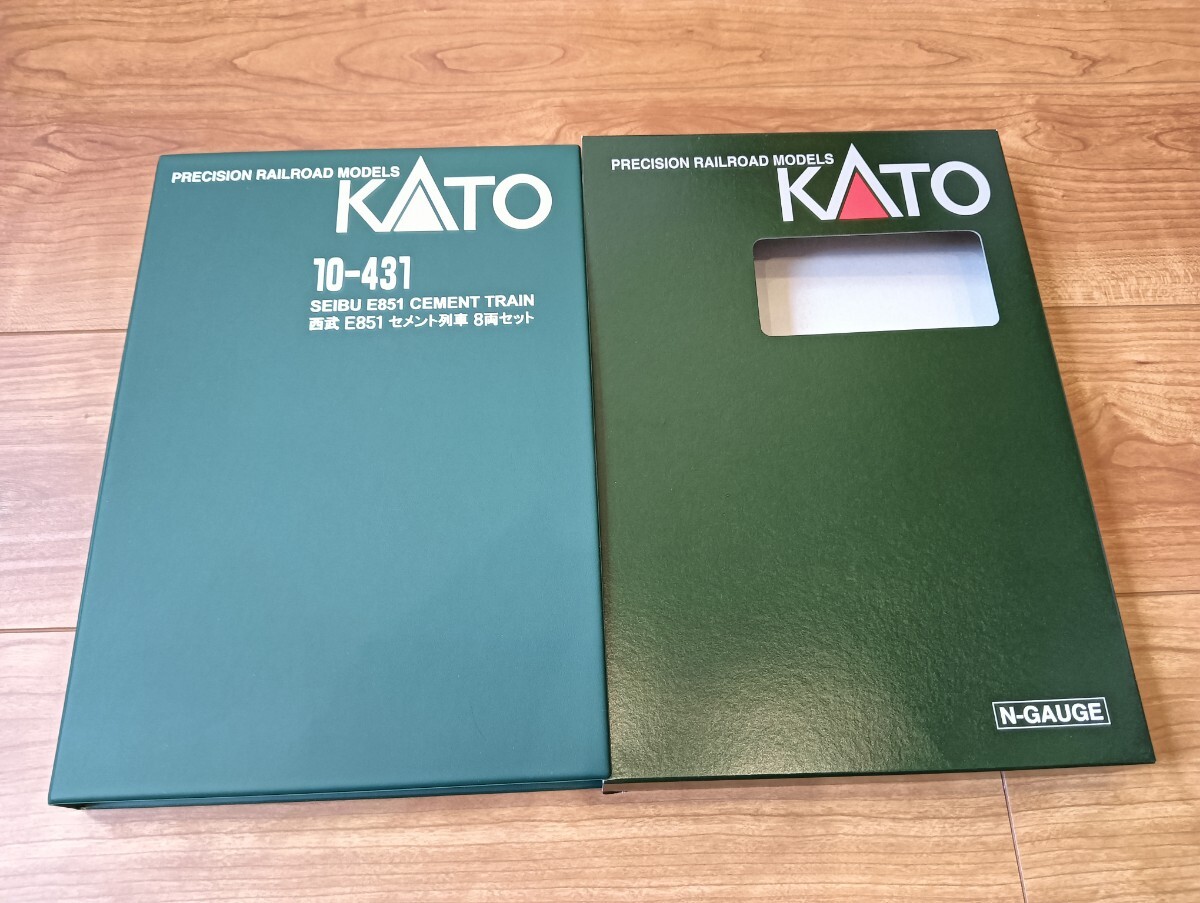 PRECISION RAILROAD MODELS
KATO
10-431
SEIBU E851 CEMENT TRAIN
西武 E851 セメント列車 8両セット
PRECISION RAILROAD MODELS
KATO
N-GAUGE